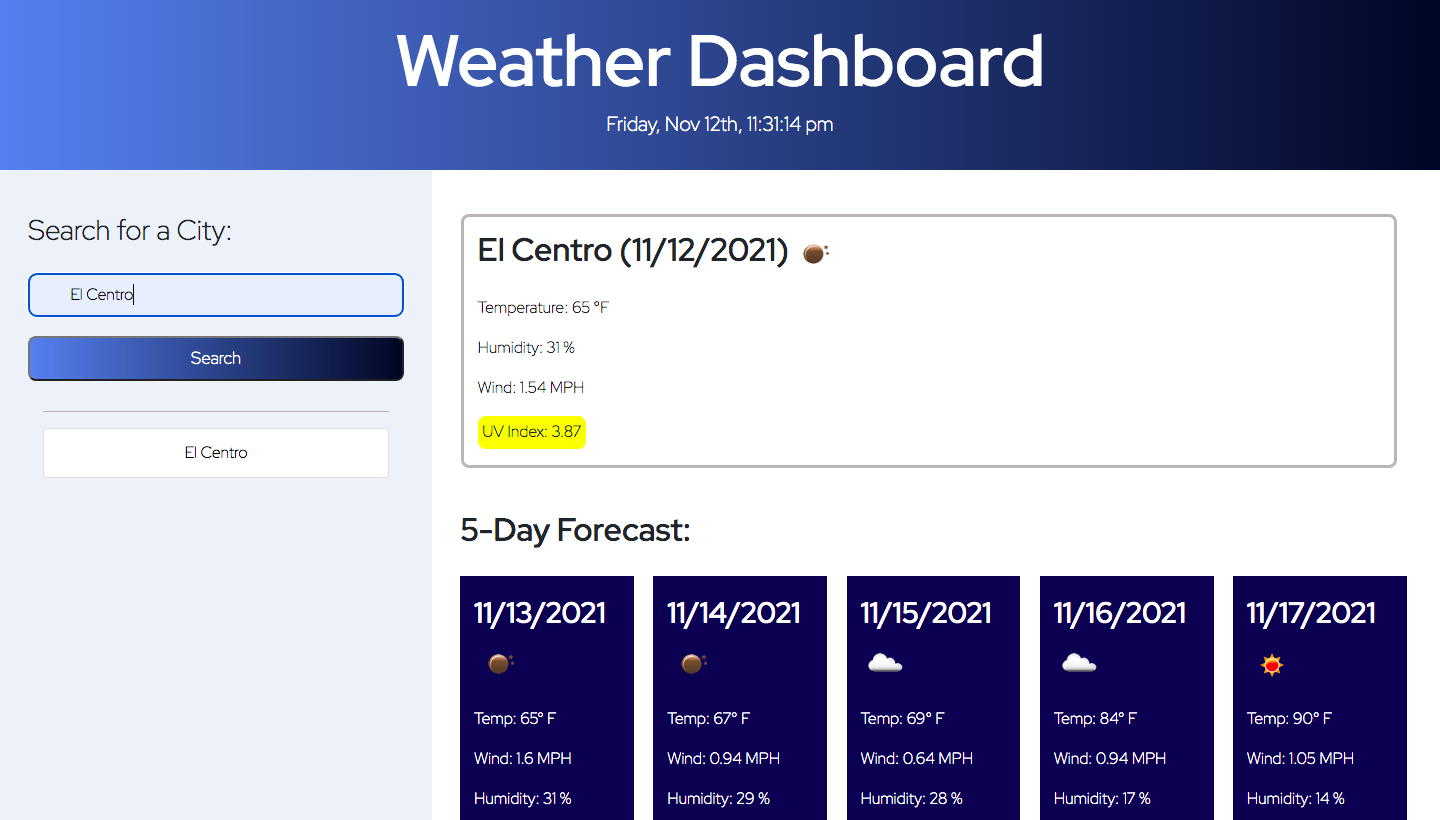 Weather Dashboard
Friday, Nov 12th, 11:31:14 pm
Search for a City:
El Centro
Search
El Centro
El Centro (11/12/2021)
Temperature: 65 °F
Humidity: 31 %
Wind: 1.54 MPH
UV Index: 3.87
5-Day Forecast:
11/13/2021
Temp: 65° F
Wind: 1.6 MPH
Humidity: 31 %
11/14/2021
Temp: 67° F
Wind: 0.94 MPH
Humidity: 29 %
11/15/2021
Temp: 69° F
Wind: 0.64 MPH
Humidity: 28 %
11/16/2021
Temp: 84° F
Wind: 0.94 MPH
Humidity: 17 %
11/17/2021
Temp: 90° F
Wind: 1.05 MPH
Humidity: 14 %